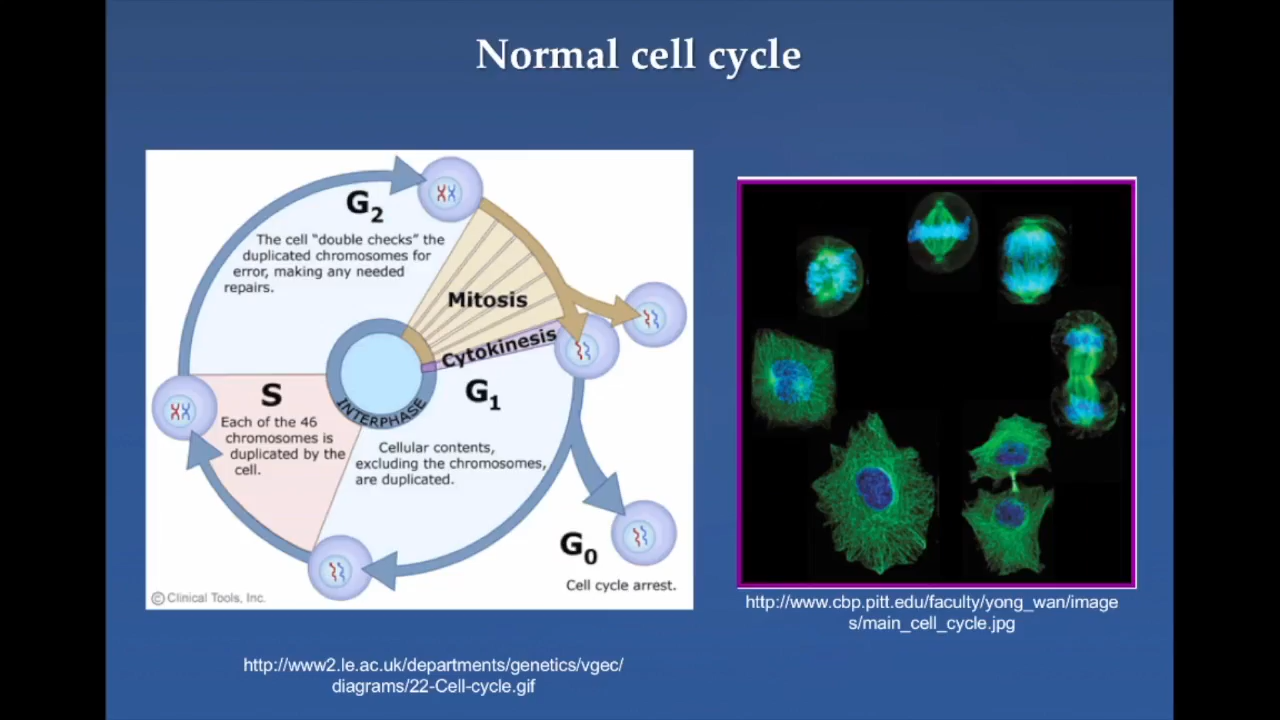 Normal cell cycle
G2
The cell “double checks” the
duplicated chromosomes for
error, making any needed
repairs.
Mitosis
Cytokinesis
S
Each of the 46
chromosomes is
duplicated by the
cell.
INTERPHASE
G1
Cellular contents,
excluding the chromosomes,
are duplicated.
G0
Cell cycle arrest.
© Clinical Tools, Inc.
http://www.cbp.pitt.edu/faculty/yong_wan/image
s/main_cell_cycle.jpg
http://www2.le.ac.uk/departments/genetics/vgec/
diagrams/22-Cell-cycle.gif